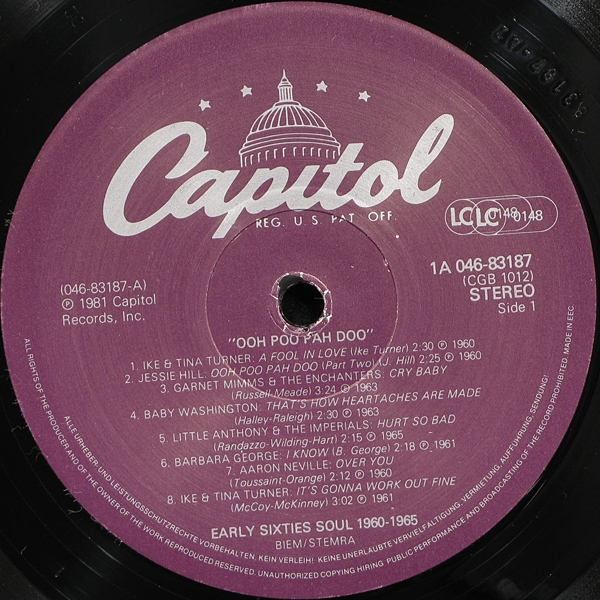 83187-A2
Capitol
REG. U.S. PAT. OFF.
LC LC 0148 0148
1A 046-83187
(CGB 1012)
STEREO
Side 1
(046-83187-A)
℗ 1981 Capitol
Records, Inc.
"OOH POO PAH DOO"
1. IKE & TINA TURNER: A FOOL IN LOVE (Ike Turner) 2:30 ℗ 1960
2. JESSIE HILL: OOH POO PAH DOO (Part Two) (J. Hill) 2:25 ℗ 1960
3. GARNET MIMMS & THE ENCHANTERS: CRY BABY
(Russell-Meade) 3:24 ℗ 1963
4. BABY WASHINGTON: THAT'S HOW HEARTACHES ARE MADE
(Halley-Raleigh) 2:30 ℗ 1963
5. LITTLE ANTHONY & THE IMPERIALS: HURT SO BAD
(Randazzo-Wilding-Hart) 2:15 ℗ 1965
6. BARBARA GEORGE: I KNOW (B. George) 2:18 ℗ 1961
7. AARON NEVILLE: OVER YOU
(Toussaint-Orange) 2:12 ℗ 1960
8. IKE & TINA TURNER: IT'S GONNA WORK OUT FINE
(McCoy-McKinney) 3:02 ℗ 1961
EARLY SIXTIES SOUL 1960-1965
BIEM/STEMRA
ALLE URHEBER- UND LEISTUNGSSCHUTZRECHTE VORBEHALTEN. KEIN VERLEIH! KEINE UNERLAUBTE VERVIELFÄLTIGUNG, VERMIETUNG, AUFFÜHRUNG, SENDUNG!
ALL RIGHTS OF THE PRODUCER AND OF THE OWNER OF THE WORK REPRODUCED RESERVED. UNAUTHORIZED COPYING HIRING PUBLIC PERFORMANCE AND BROADCASTING OF THE RECORD PROHIBITED. MADE IN EEC.